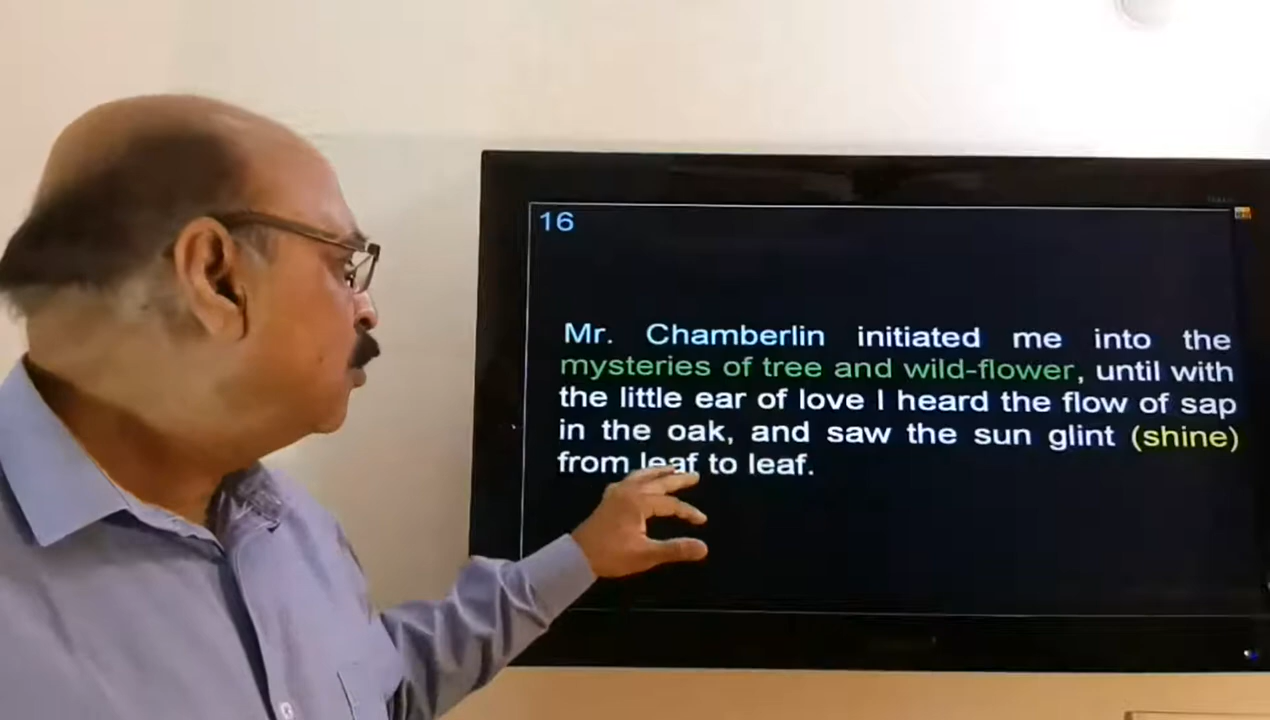 16
Mr. Chamberlin initiated me into the
mysteries of tree and wild-flower, until with
the little ear of love I heard the flow of sap
in the oak, and saw the sun glint (shine)
from leaf to leaf.